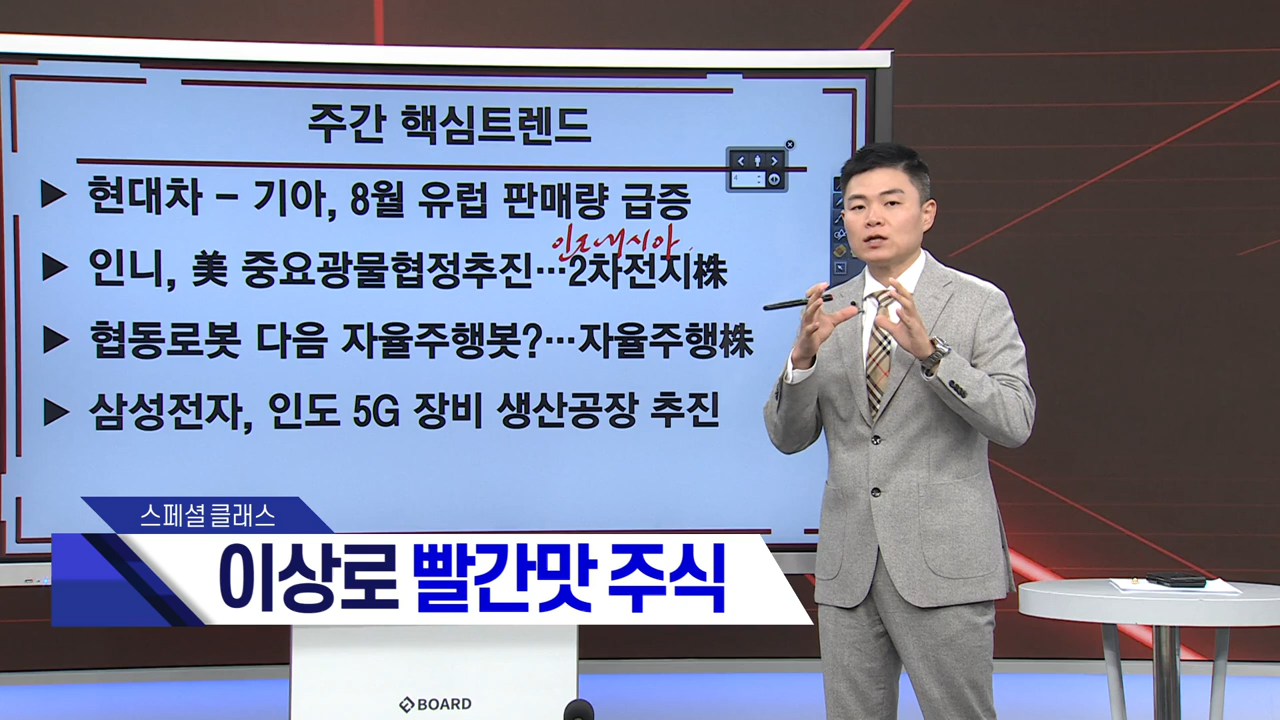 주간 핵심트렌드
▶ 현대차 - 기아, 8월 유럽 판매량 급증
인도네시아
▶ 인니, 美 중요광물협정추진…2차전지株
▶ 협동로봇 다음 자율주행봇?…자율주행株
▶ 삼성전자, 인도 5G 장비 생산공장 추진
스페셜 클래스
이상로 빨간맛 주식
BOARD